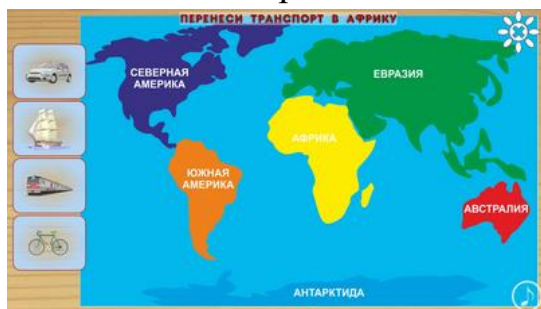 ПЕРЕНЕСИ ТРАНСПОРТ В АФРИКУ
СЕВЕРНАЯ
АМЕРИКА
ЕВРАЗИЯ
АФРИКА
ЮЖНАЯ
АМЕРИКА
АВСТРАЛИЯ
АНТАРКТИДА